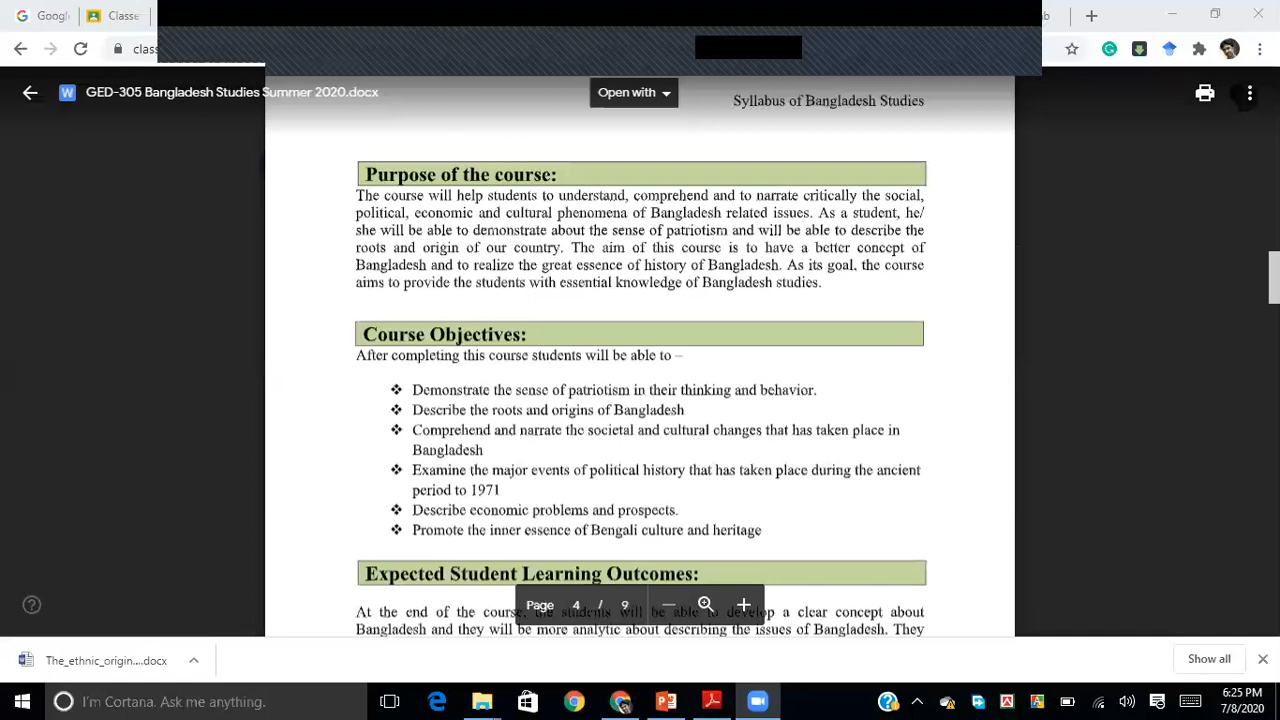 Googl
Classe
class
GED-305 Bangladesh Studies Summer 2020.docx
Open with
Syllabus of Bangladesh Studies
Purpose of the course:
The course will help students to understand, comprehend and to narrate critically the social,
political, economic and cultural phenomena of Bangladesh related issues. As a student, he/
she will be able to demonstrate about the sense of patriotism and will be able to describe the
roots and origin of our country. The aim of this course is to have a better concept of
Bangladesh and to realize the great essence of history of Bangladesh. As its goal, the course
aims to provide the students with essential knowledge of Bangladesh studies.
Course Objectives:
After completing this course students will be able to –
❖ Demonstrate the sense of patriotism in their thinking and behavior.
❖ Describe the roots and origins of Bangladesh
❖ Comprehend and narrate the societal and cultural changes that has taken place in
Bangladesh
❖ Examine the major events of political history that has taken place during the ancient
period to 1971
❖ Describe economic problems and prospects.
❖ Promote the inner essence of Bengali culture and heritage
Expected Student Learning Outcomes:
At the end of the course, the students will be able to develop a clear concept about
Page 4 / 9
Bangladesh and they will be more analytic about describing the issues of Bangladesh. They
The_ethnic_origin....docx
Show all
I'm Cortana. Ask me anything.
6:25 PM
7/8/2020